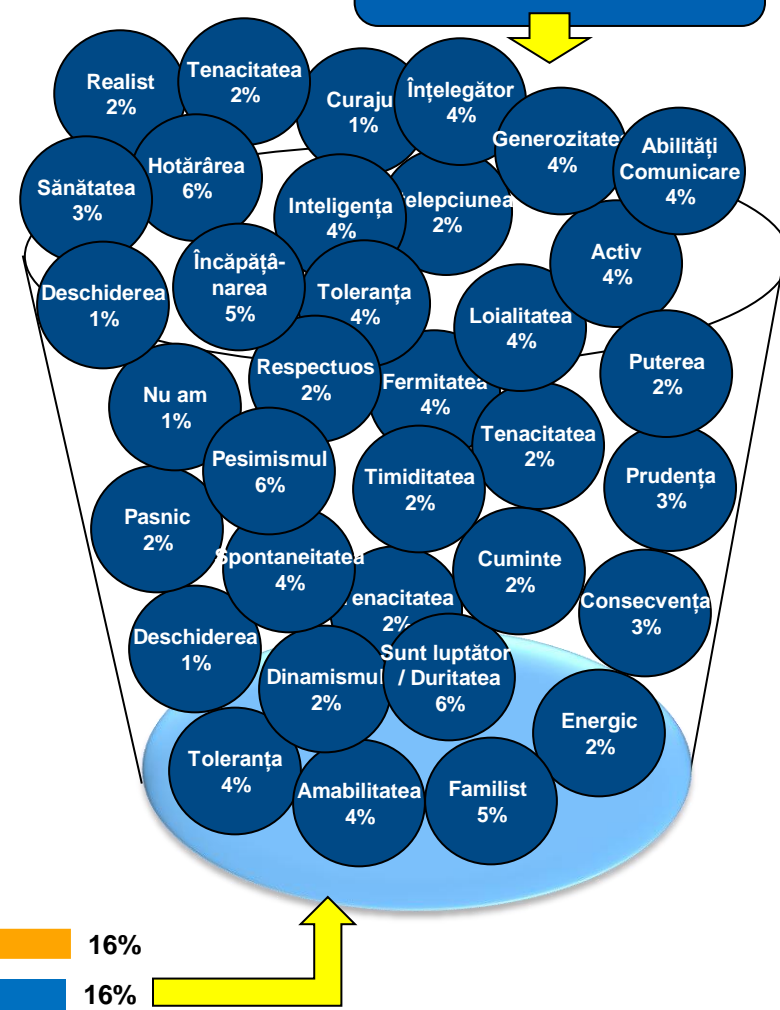 Realist
2%
Tenacitatea
2%
Curaju
1%
Înțelegător
4%
Generozitatea
4%
Abilități
Comunicare
4%
Sănătatea
3%
Hotărârea
6%
Inteligența
4%
elepciunea
2%
Activ
4%
Deschiderea
1%
Încăpățâ-
narea
5%
Toleranța
4%
Loialitatea
4%
Puterea
2%
Nu am
1%
Respectuos
2%
Fermitatea
4%
Tenacitatea
2%
Prudența
3%
Pesimismul
6%
Timiditatea
2%
Pasnic
2%
Spontaneitatea
4%
Cuminte
2%
Consecvența
3%
Tenacitatea
2%
Deschiderea
1%
Dinamismul
2%
Sunt luptător
/ Duritatea
6%
Energic
2%
Toleranța
4%
Amabilitatea
4%
Familist
5%
16%
16%